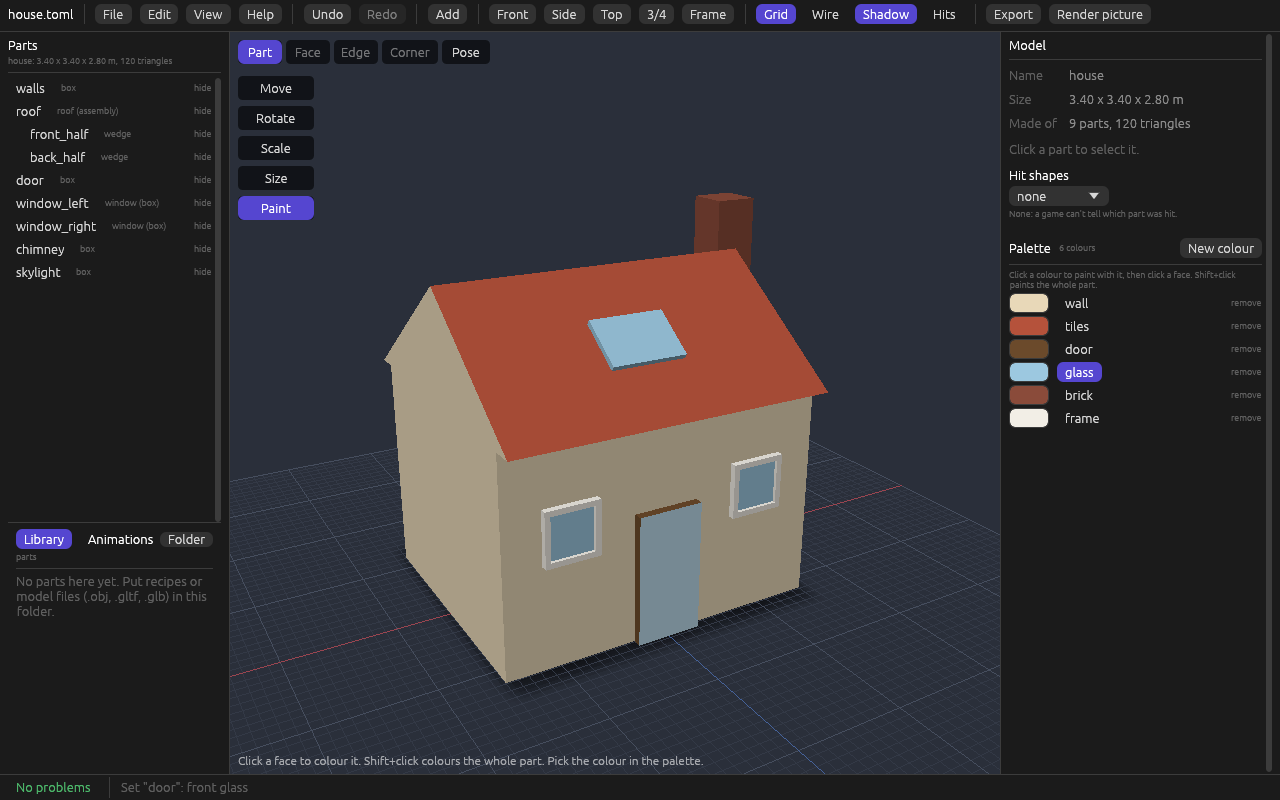 house.toml File Edit View Help Undo Redo Add Front Side Top 3/4 Frame Grid Wire Shadow Hits Export Render picture
Parts
house: 3.40 x 3.40 x 2.80 m, 120 triangles
walls box hide
roof roof (assembly) hide
front_half wedge hide
back_half wedge hide
door box hide
window_left window (box) hide
window_right window (box) hide
chimney box hide
skylight box hide
Library Animations Folder
parts
No parts here yet. Put recipes or
model files (.obj, .gltf, .glb) in this
folder.
Part Face Edge Corner Pose
Move
Rotate
Scale
Size
Paint
Click a face to colour it. Shift+click colours the whole part. Pick the colour in the palette.
Model
Name house
Size 3.40 x 3.40 x 2.80 m
Made of 9 parts, 120 triangles
Click a part to select it.
Hit shapes
none
None: a game can't tell which part was hit.
Palette 6 colours New colour
Click a colour to paint with it, then click a face. Shift+click
paints the whole part.
wall remove
tiles remove
door remove
glass remove
brick remove
frame remove
No problems Set "door": front glass